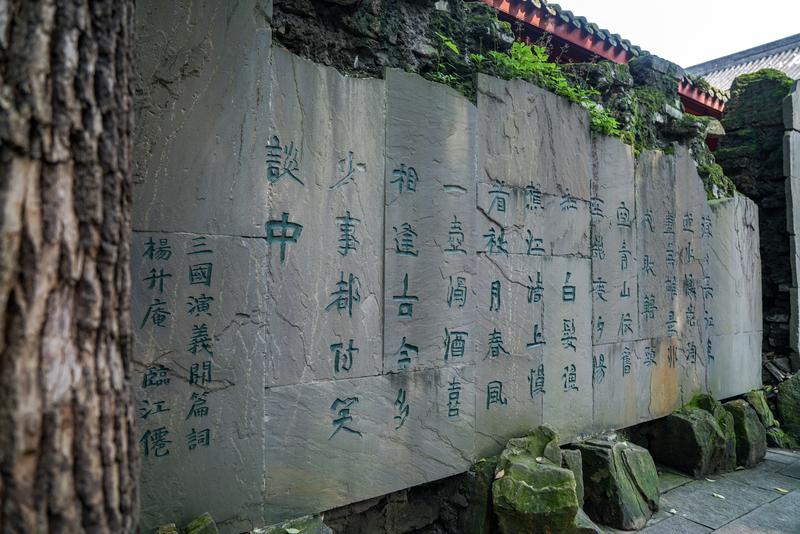 滚々長江東
逝水浪花淘
盡英雄是非
成敗轉頭
空青山依舊
在幾度夕陽
紅 白髮漁
樵江渚上慣
看秋月春風
一壺濁酒喜
相逢古今多
少事都付笑
談中
三國演義開篇詞
楊升庵 臨江僊